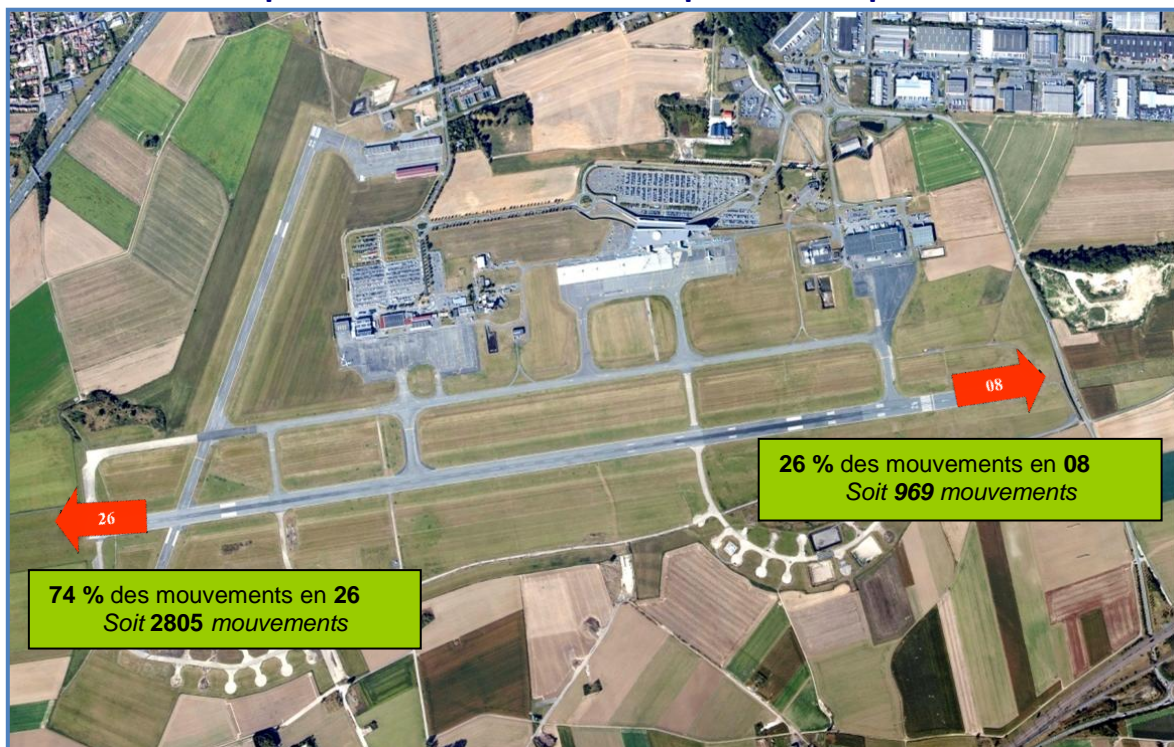 08
26 % des mouvements en 08
Soit 969 mouvements
26
74 % des mouvements en 26
Soit 2805 mouvements